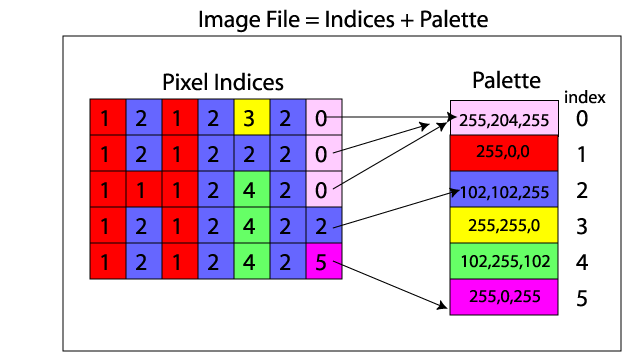 Image File = Indices + Palette
Pixel Indices
Palette
index
1 2 1 2 3 2 0
1 2 1 2 2 2 0
1 1 1 2 4 2 0
1 2 1 2 4 2 2
1 2 1 2 4 2 5
255,204,255 0
255,0,0 1
102,102,255 2
255,255,0 3
102,255,102 4
255,0,255 5